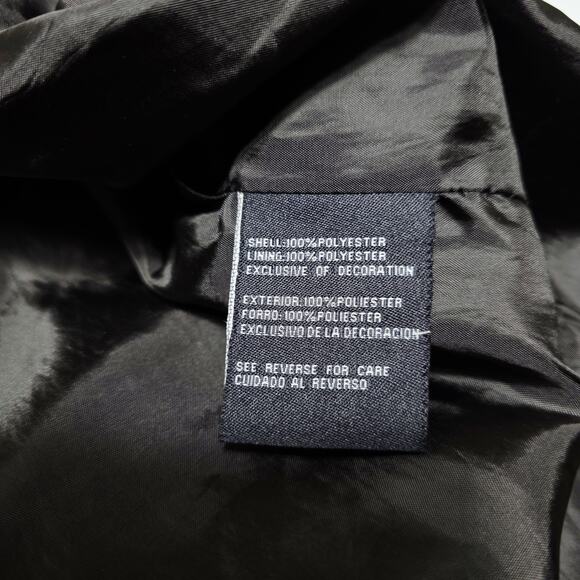 SHELL:100%POLYESTER
LINING:100%POLYESTER
EXCLUSIVE OF DECORATION
EXTERIOR:100%POLIESTER
FORRO:100%POLIESTER
EXCLUSIVO DE LA DECORACION
SEE REVERSE FOR CARE
CUIDADO AL REVERSO